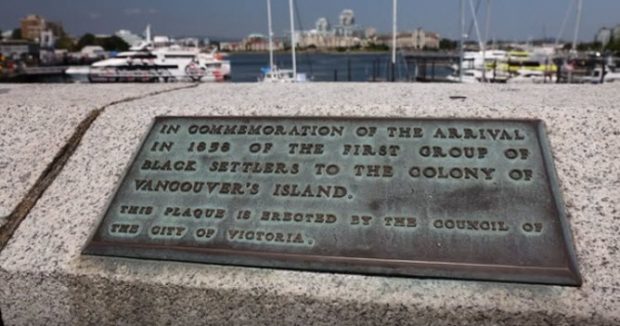 IN COMMEMORATION OF THE ARRIVAL
IN 1858 OF THE FIRST GROUP OF
BLACK SETTLERS TO THE COLONY OF
VANCOUVER'S ISLAND.
THIS PLAQUE IS ERECTED BY THE COUNCIL OF
THE CITY OF VICTORIA.